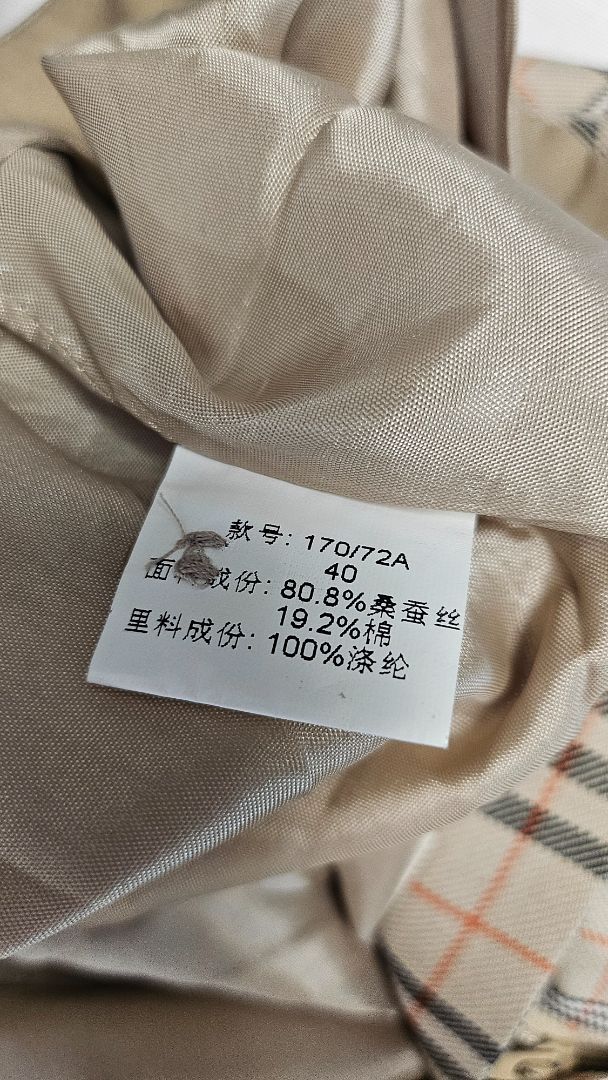 款号: 170/72A
40
面 成份: 80.8%桑蚕丝
19.2%棉
里料成份: 100%涤纶